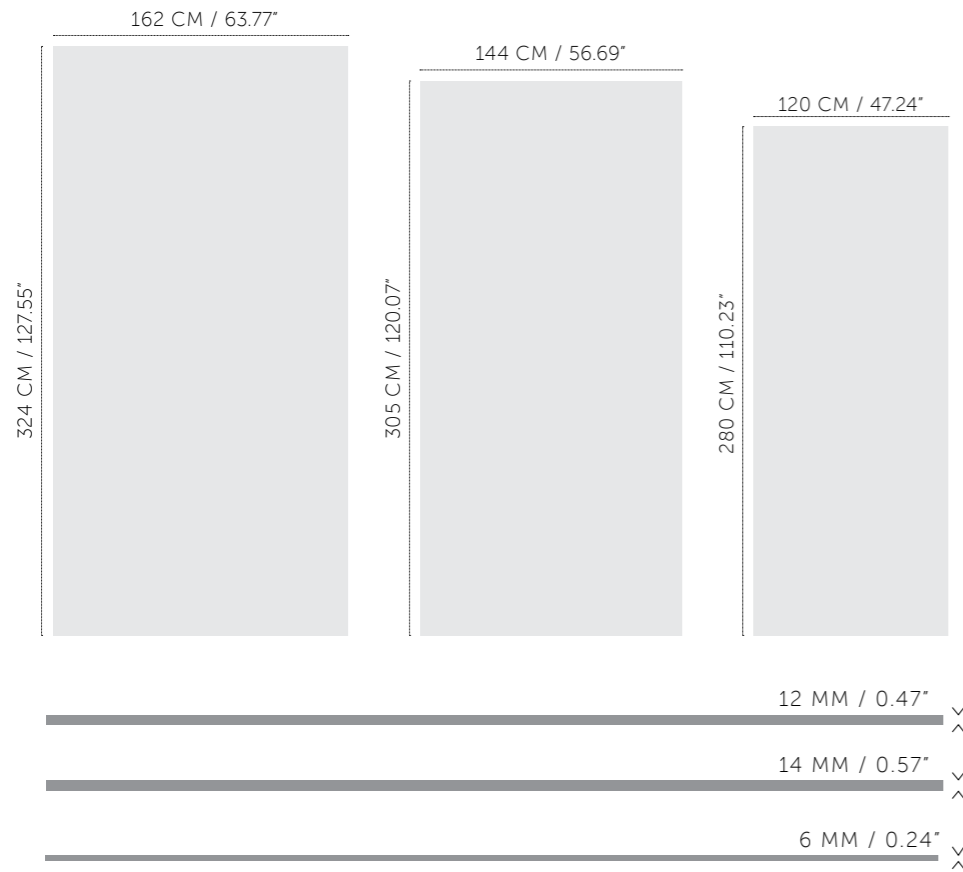 162 CM / 63.77"
144 CM / 56.69"
120 CM / 47.24"
324 CM / 127.55"
305 CM / 120.07"
280 CM / 110.23"
12 MM / 0.47"
14 MM / 0.57"
6 MM / 0.24"